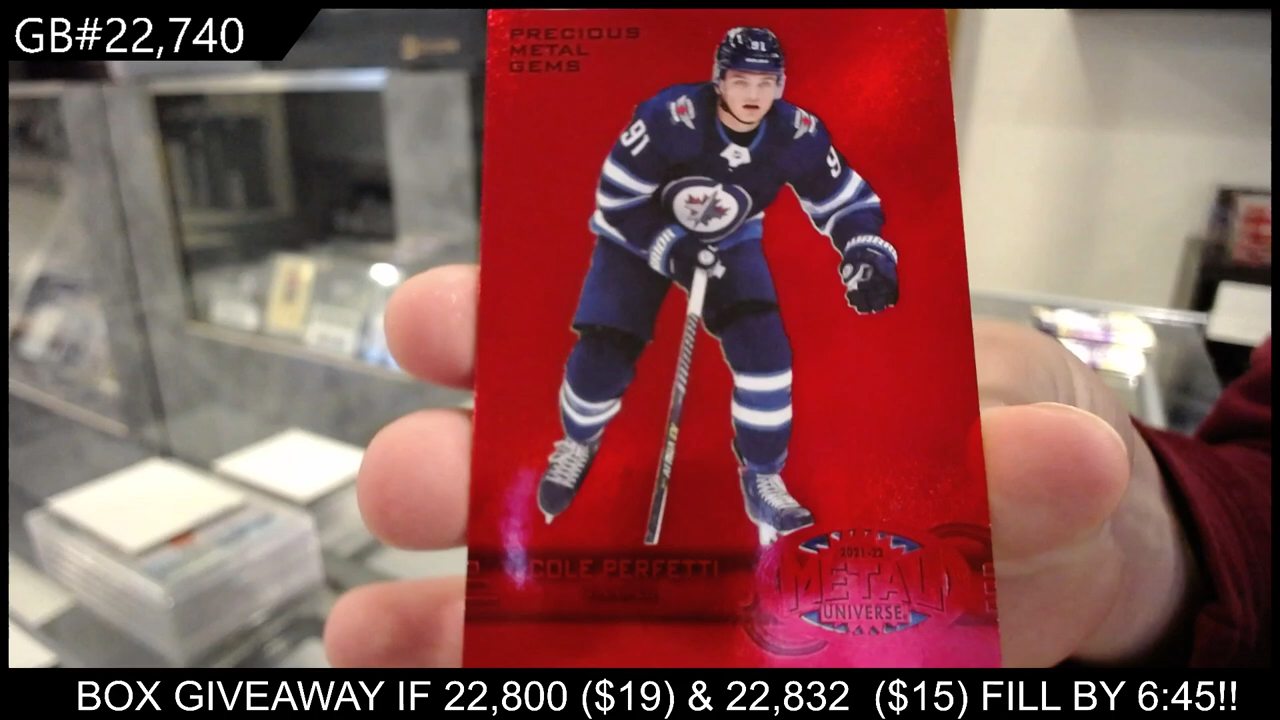 GB#22,740
PRECIOUS
METAL
GEMS
91
91
9
COLE PERFETTI
2021-22
METAL
UNIVERSE
BOX GIVEAWAY IF 22,800 ($19) & 22,832 ($15) FILL BY 6:45!!